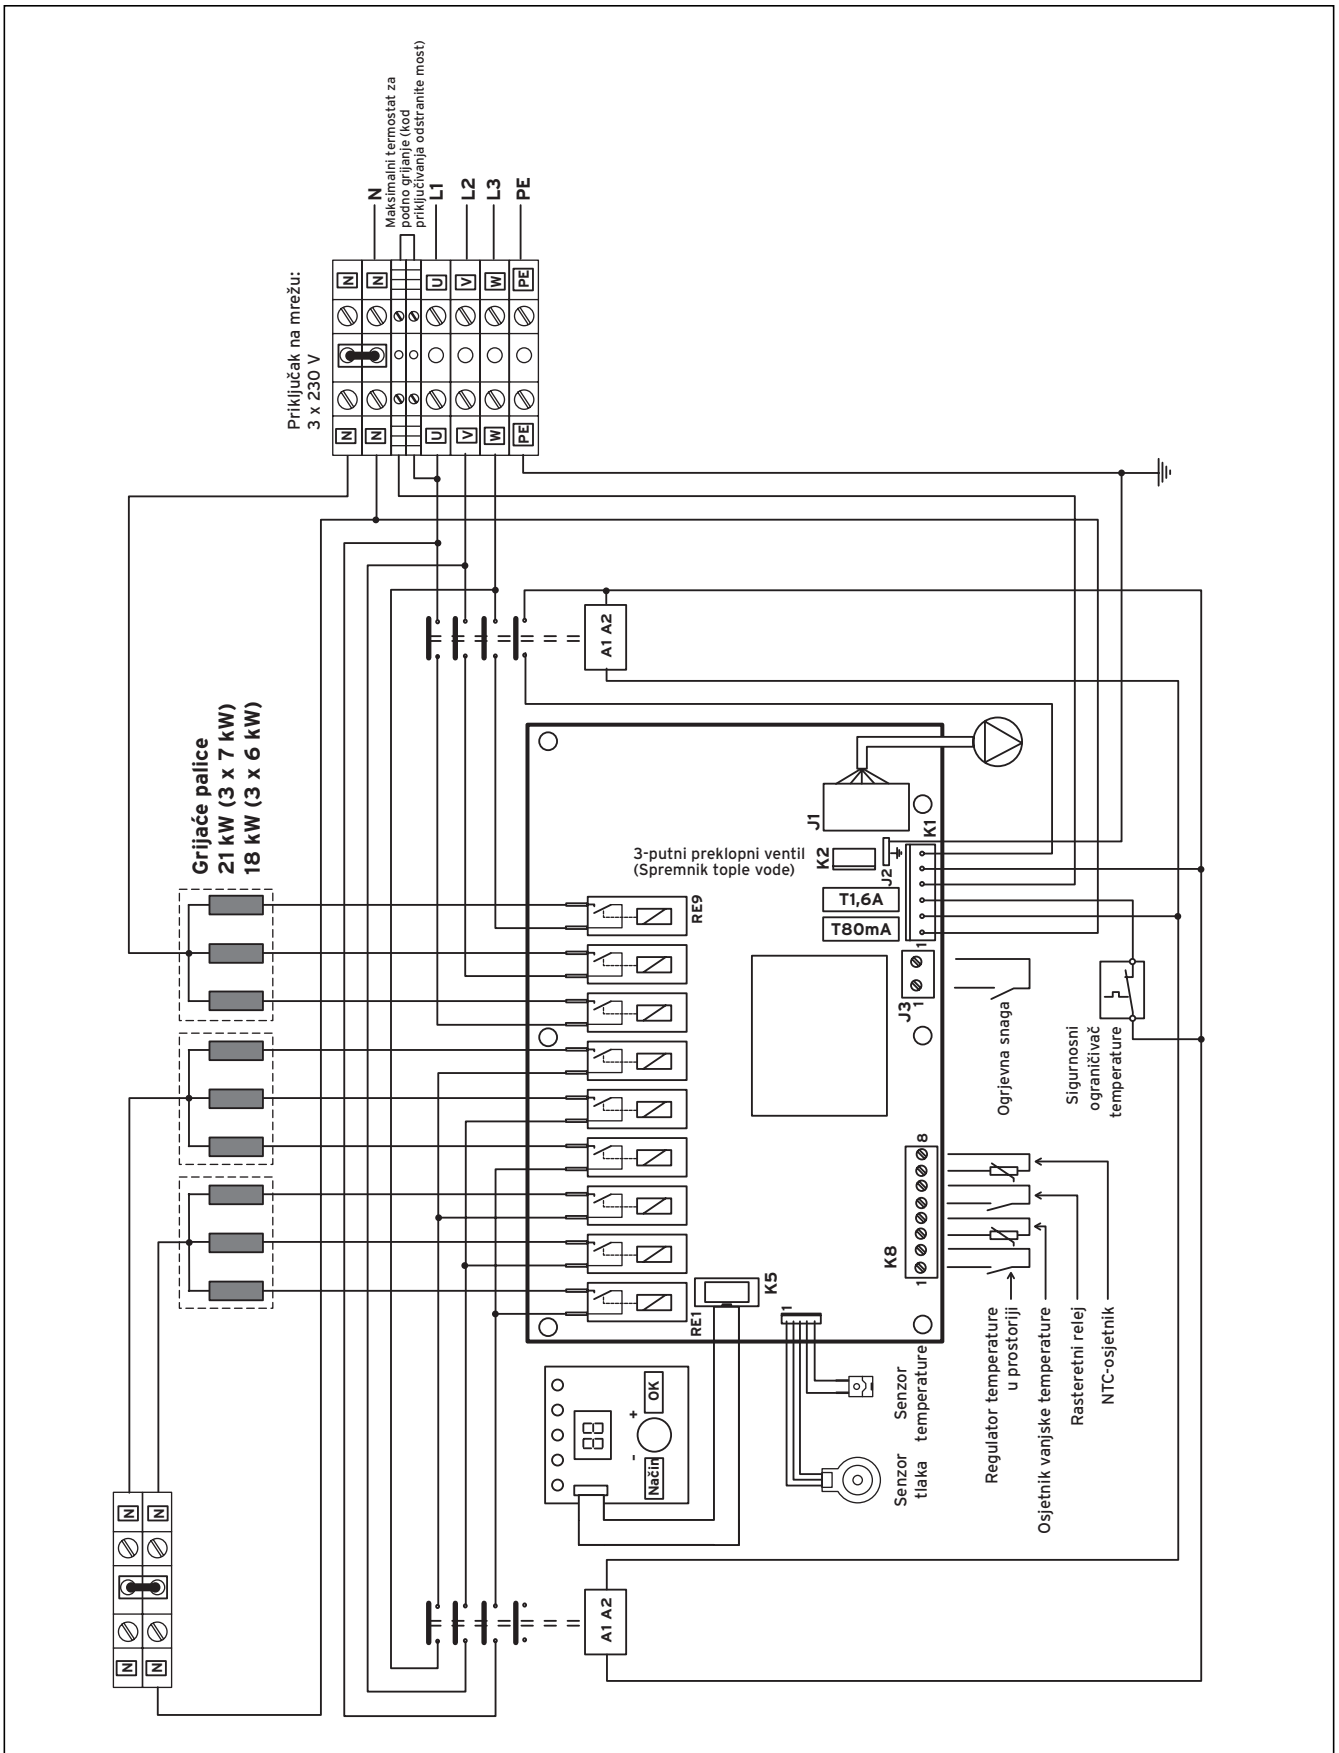 Priključak na mrežu:
3 x 230 V
N
Maksimalni termostat za
podno grijanje (kod
priključivanja odstranite most)
L1
L2
L3
PE
N
N
U
V
W
PE
N
N
U
V
W
PE
A1 A2
Grijaće palice
21 kW (3 x 7 kW)
18 kW (3 x 6 kW)
3-putni preklopni ventil
(Spremnik tople vode)
J1
K2
J2
K1
T1,6A
T80mA
1
J3
1
RE9
RE1
K5
K8
8
1
1
Ogrjevna snaga
Sigurnosni
ograničivač
temperature
OK
+
-
Način
88
Senzor
tlaka
Senzor
temperature
Regulator temperature
u prostoriji
Osjetnik vanjske temperature
Rasteretni relej
NTC-osjetnik
N
N
N
N
A1 A2